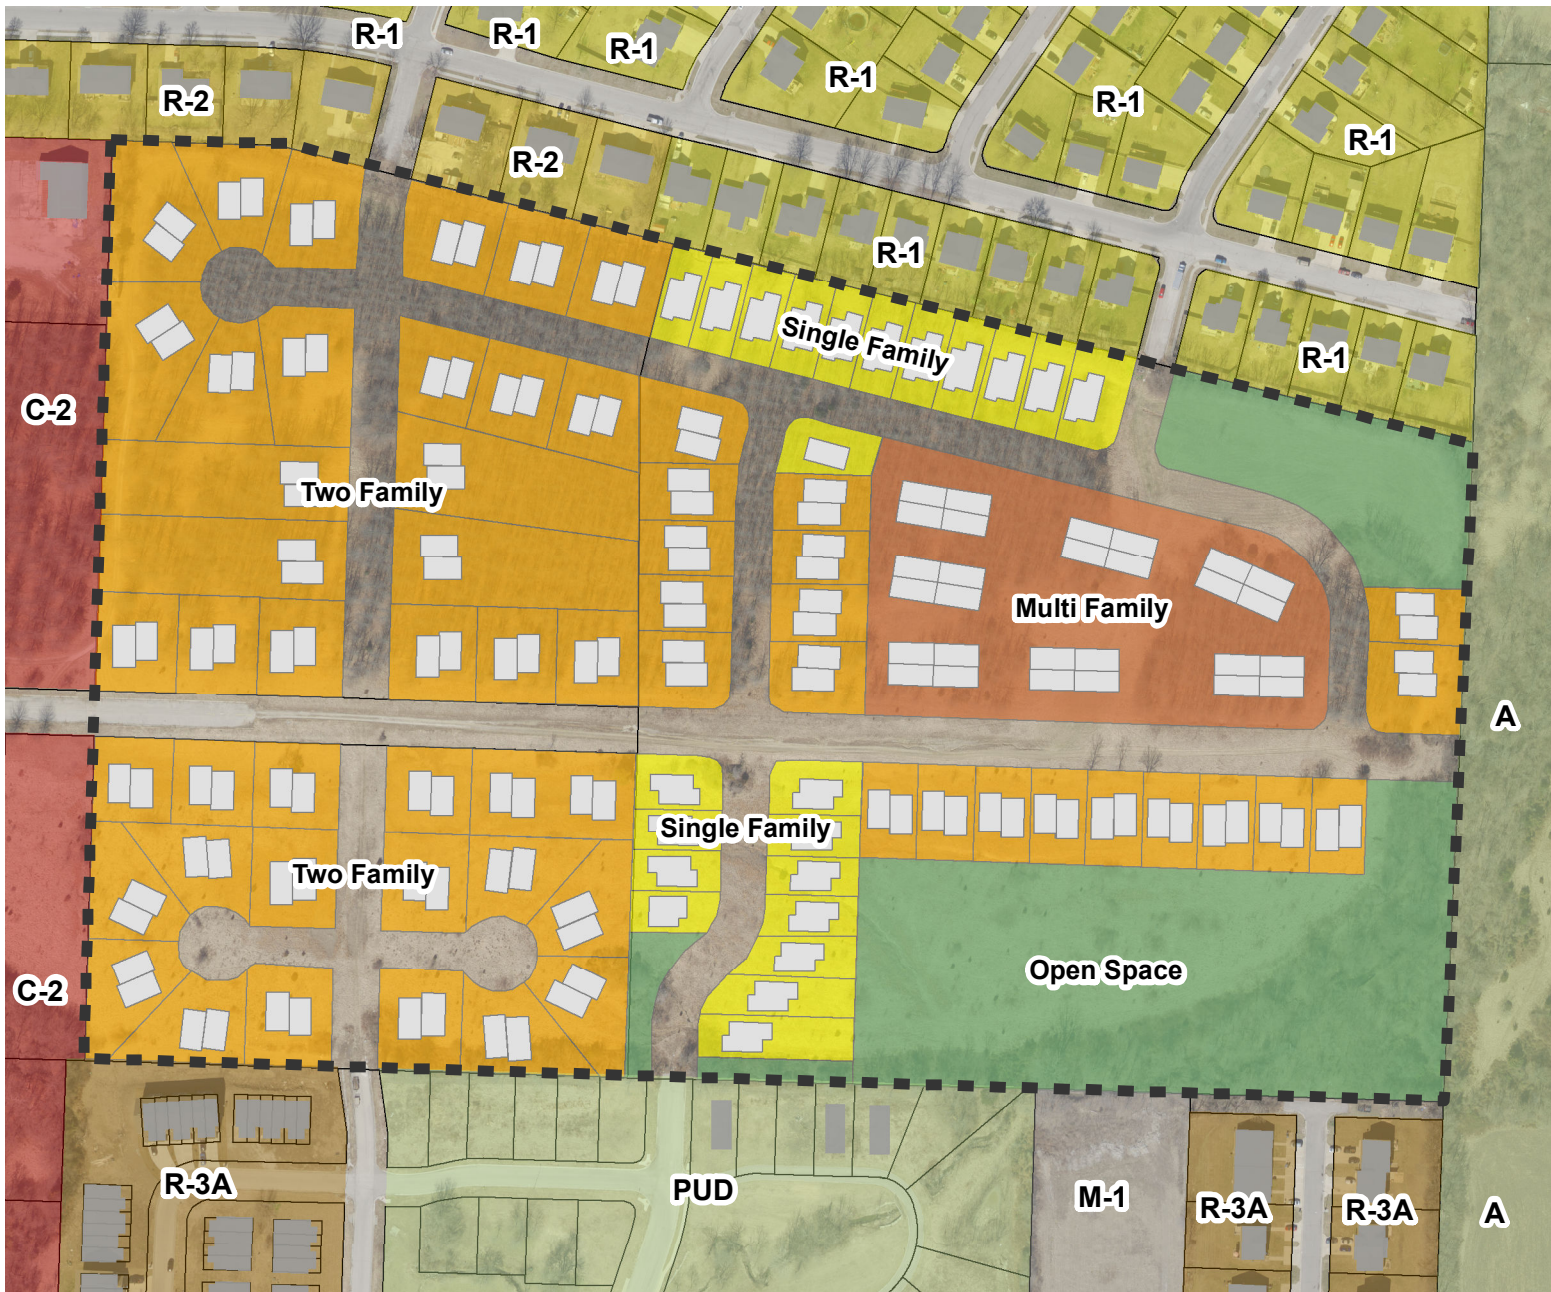 R-1
R-1
R-1
R-1
R-1
R-2
R-1
R-2
R-1
Single Family
R-1
C-2
Two Family
Multi Family
A
Single Family
Two Family
Open Space
C-2
R-3A
PUD
M-1
R-3A
R-3A
A